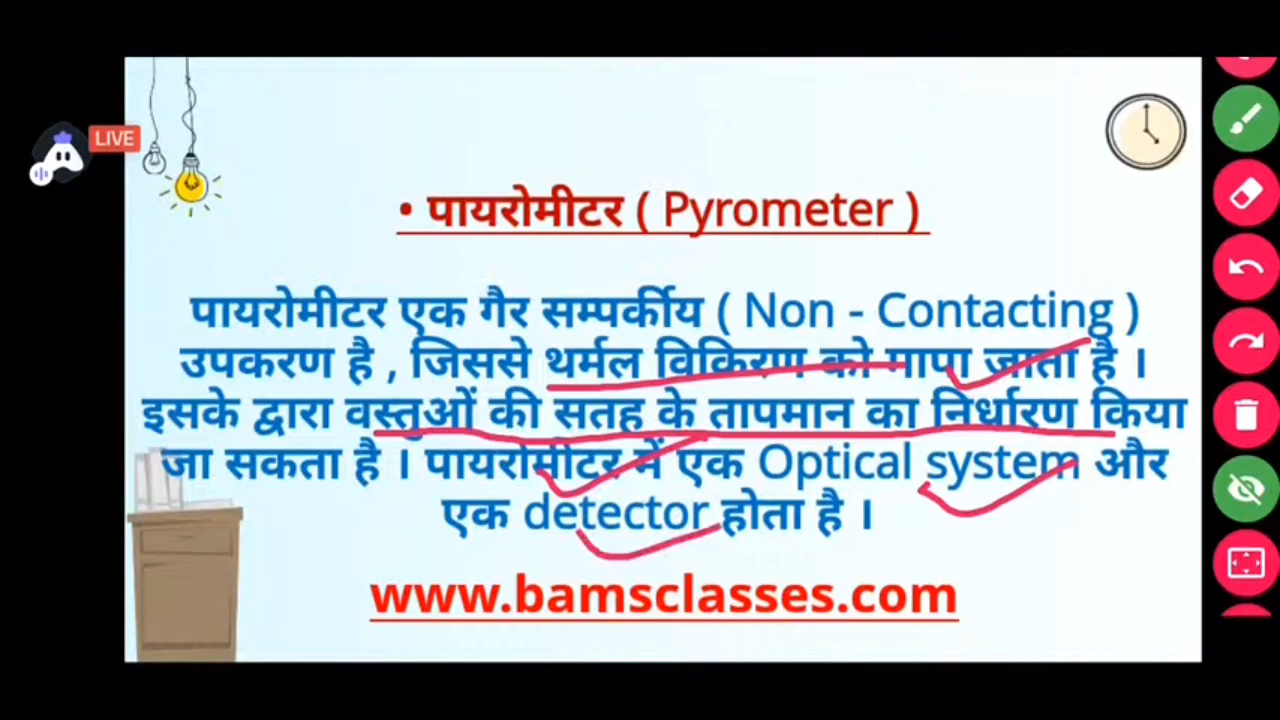 LIVE
• पायरोमीटर ( Pyrometer )
पायरोमीटर एक गैर सम्पर्कीय ( Non - Contacting )
उपकरण है , जिससे थर्मल विकिरण को मापा जाता है ।
इसके द्वारा वस्तुओं की सतह के तापमान का निर्धारण किया
जा सकता है । पायरोमीटर में एक Optical system और
एक detector होता है ।
www.bamsclasses.com